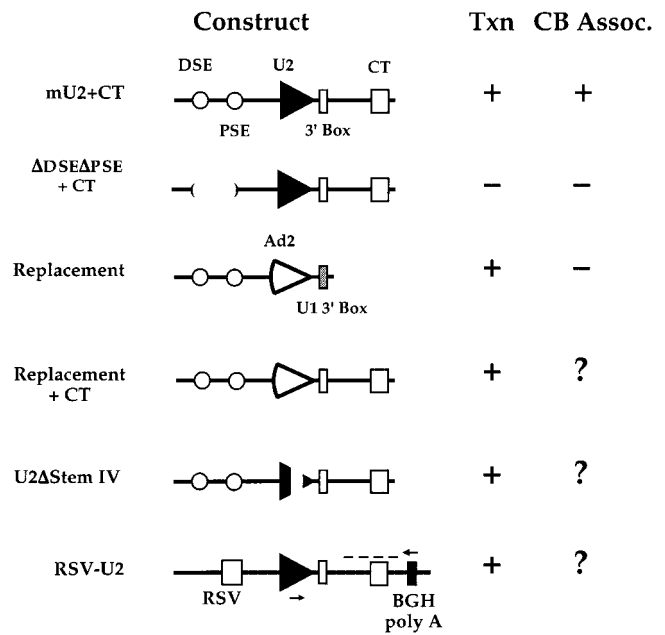 Construct Txn CB Assoc.
DSE U2 CT
mU2+CT + +
PSE 3' Box
ΔDSEΔPSE
+ CT − −
Ad2
Replacement + −
U1 3' Box
Replacement
+ CT + ?
U2ΔStem IV + ?
RSV-U2 + ?
RSV BGH
poly A